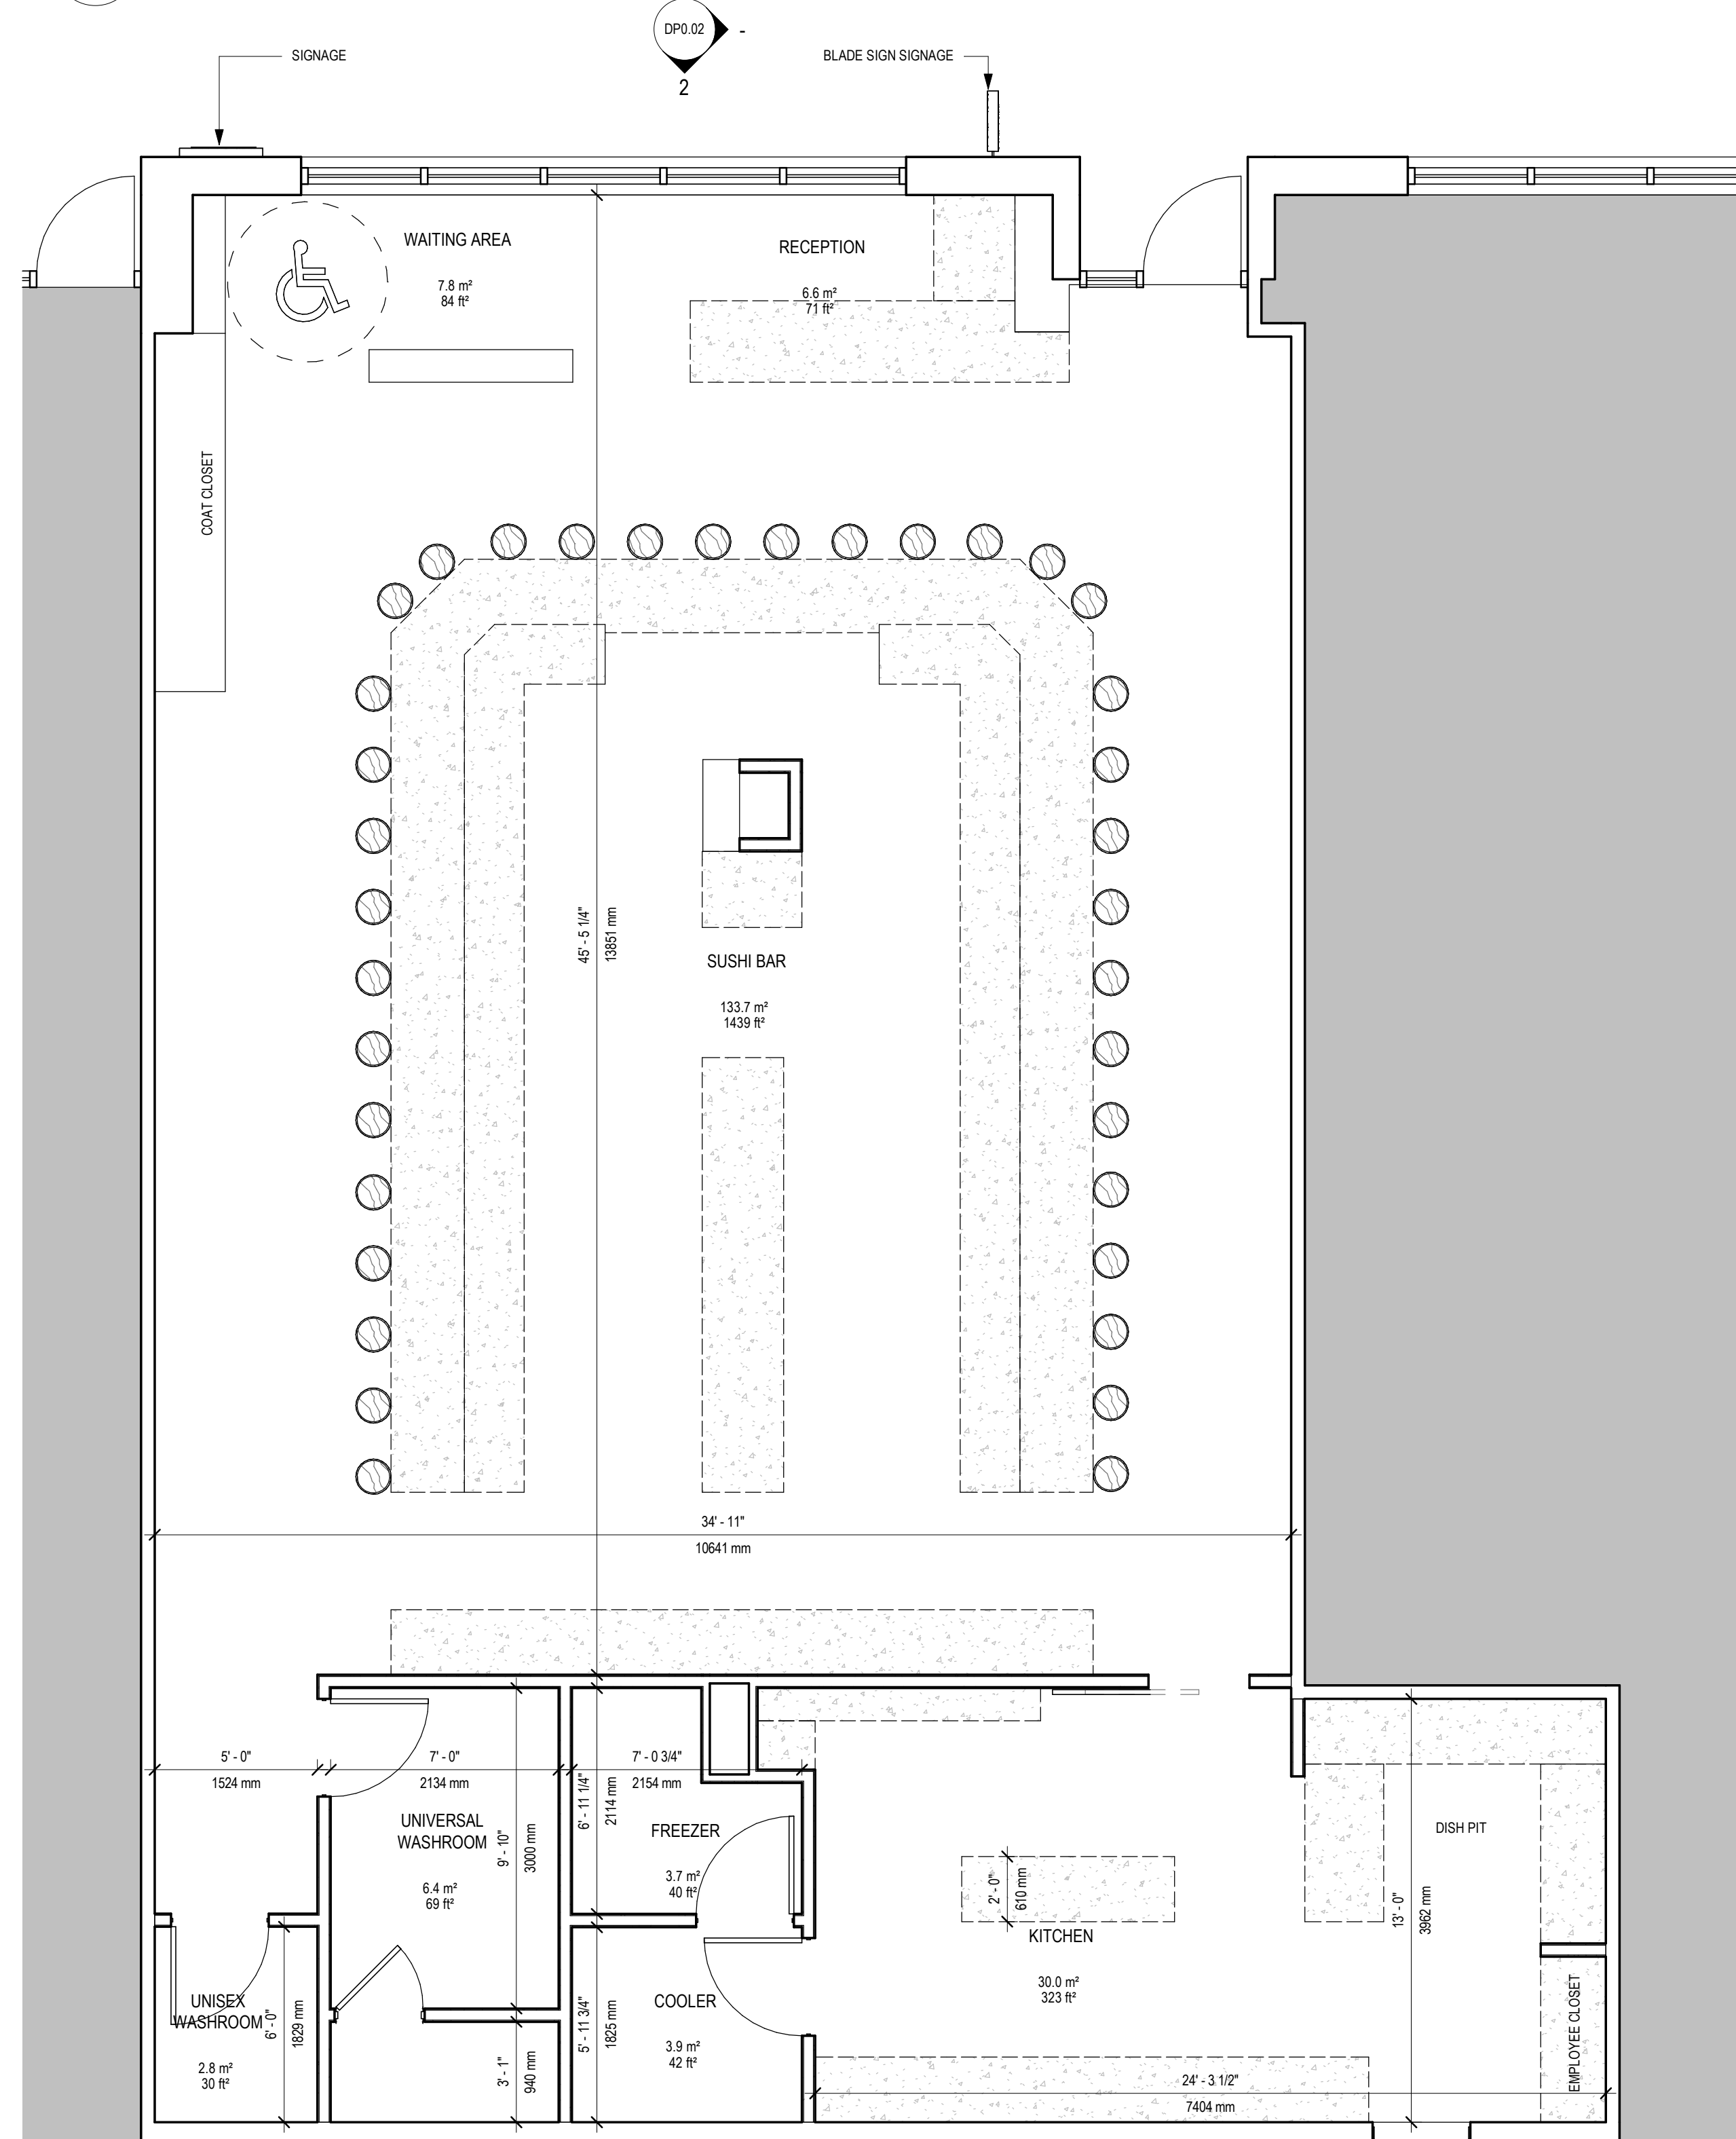 DP0.02
-
2
SIGNAGE
BLADE SIGN SIGNAGE
WAITING AREA
7.8 m²
84 ft²
RECEPTION
6.6 m²
71 ft²
COAT CLOSET
45' - 5 1/4"
13851 mm
SUSHI BAR
133.7 m²
1439 ft²
34' - 11"
10641 mm
5' - 0"
1524 mm
7' - 0"
2134 mm
7' - 0 3/4"
2154 mm
UNIVERSAL
WASHROOM
6.4 m²
69 ft²
9' - 10"
3000 mm
6' - 11 1/4"
2114 mm
FREEZER
3.7 m²
40 ft²
2' - 0"
610 mm
KITCHEN
30.0 m²
323 ft²
DISH PIT
13' - 0"
3962 mm
UNISEX
WASHROOM
2.8 m²
30 ft²
6' - 0"
1829 mm
3' - 1"
940 mm
5' - 11 3/4"
1825 mm
COOLER
3.9 m²
42 ft²
EMPLOYEE CLOSET
24' - 3 1/2"
7404 mm